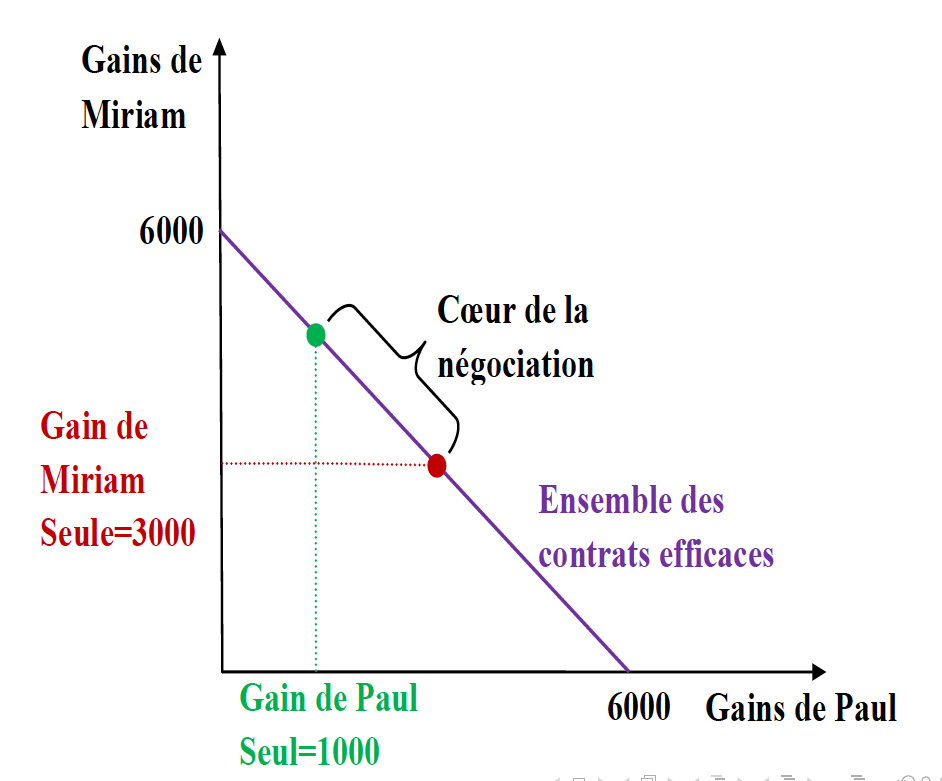 Gains de
Miriam
6000
Cœur de la
négociation
Gain de
Miriam
Seule=3000
Ensemble des
contrats efficaces
Gain de Paul
Seul=1000
6000
Gains de Paul